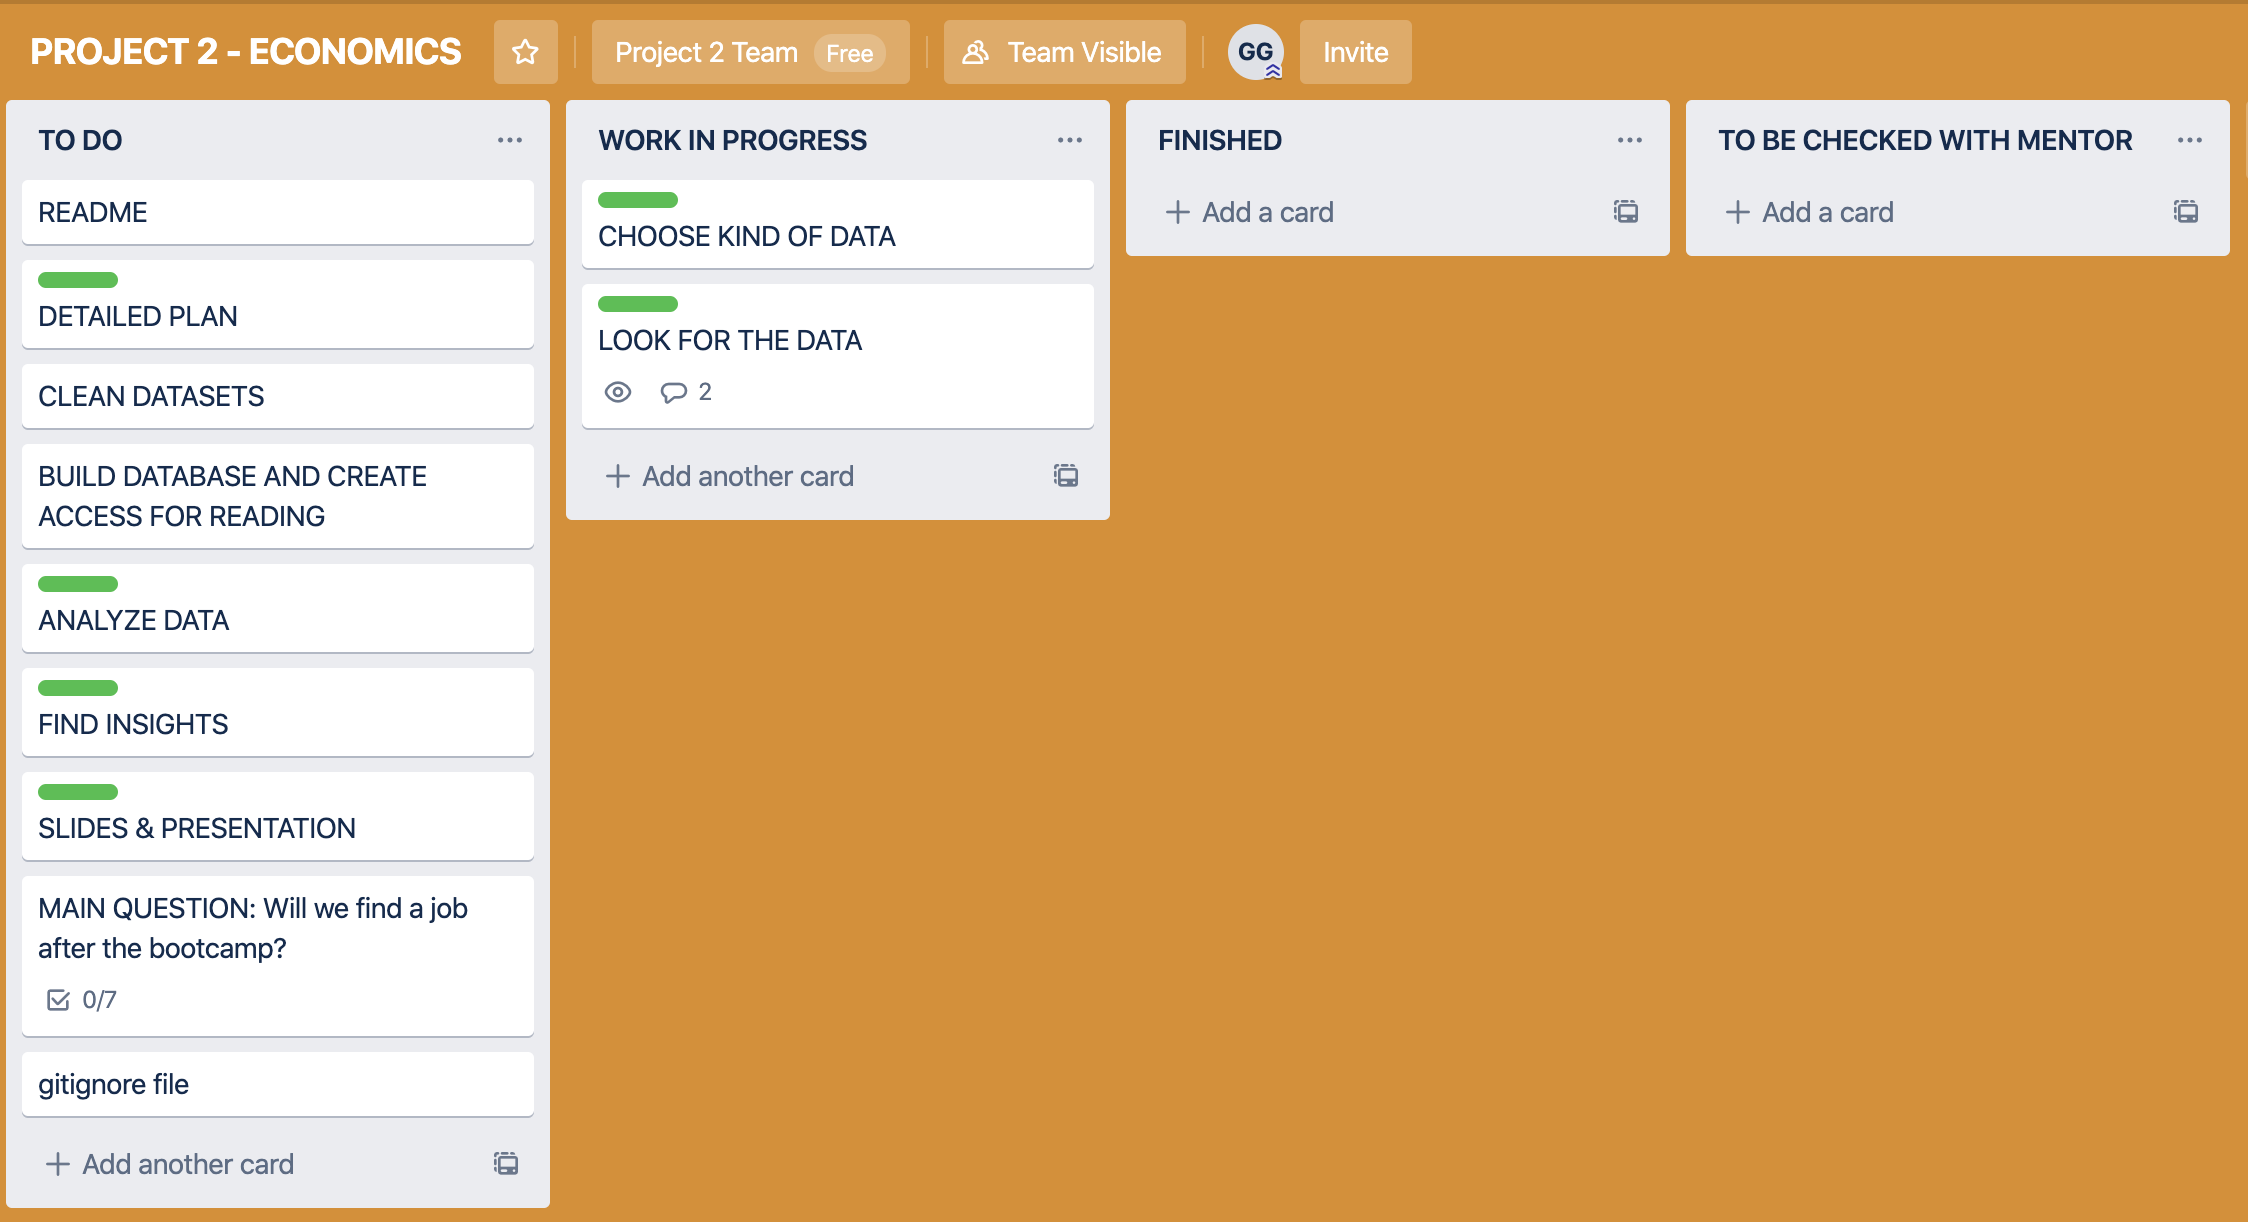 PROJECT 2 - ECONOMICS
Project 2 Team Free
Team Visible
GG
Invite
TO DO
README
DETAILED PLAN
CLEAN DATASETS
BUILD DATABASE AND CREATE
ACCESS FOR READING
ANALYZE DATA
FIND INSIGHTS
SLIDES & PRESENTATION
MAIN QUESTION: Will we find a job
after the bootcamp?
0/7
gitignore file
Add another card
WORK IN PROGRESS
CHOOSE KIND OF DATA
LOOK FOR THE DATA
2
Add another card
FINISHED
Add a card
TO BE CHECKED WITH MENTOR
Add a card